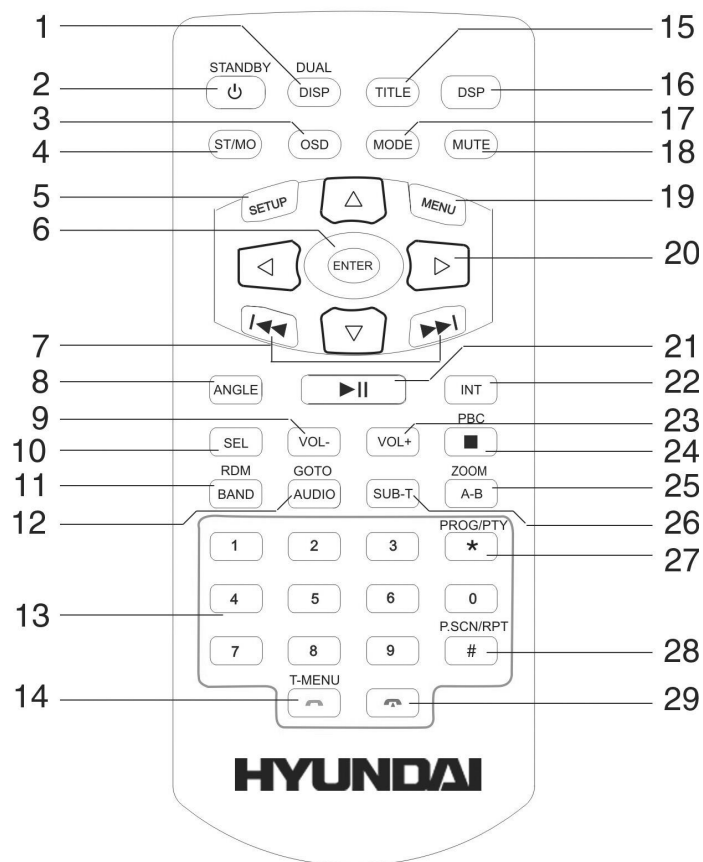 1
15
STANDBY
DUAL
2
DISP
TITLE
DSP
16
3
17
4
ST/MO
OSD
MODE
MUTE
18
5
SETUP
MENU
19
6
ENTER
20
7
21
8
ANGLE
INT
22
9
PBC
23
10
SEL
VOL-
VOL+
24
RDM
GOTO
ZOOM
11
BAND
AUDIO
SUB-T
A-B
25
12
26
PROG/PTY
1
2
3
*
27
13
4
5
6
0
P.SCN/RPT
7
8
9
#
28
14
T-MENU
29
HYUNDAI